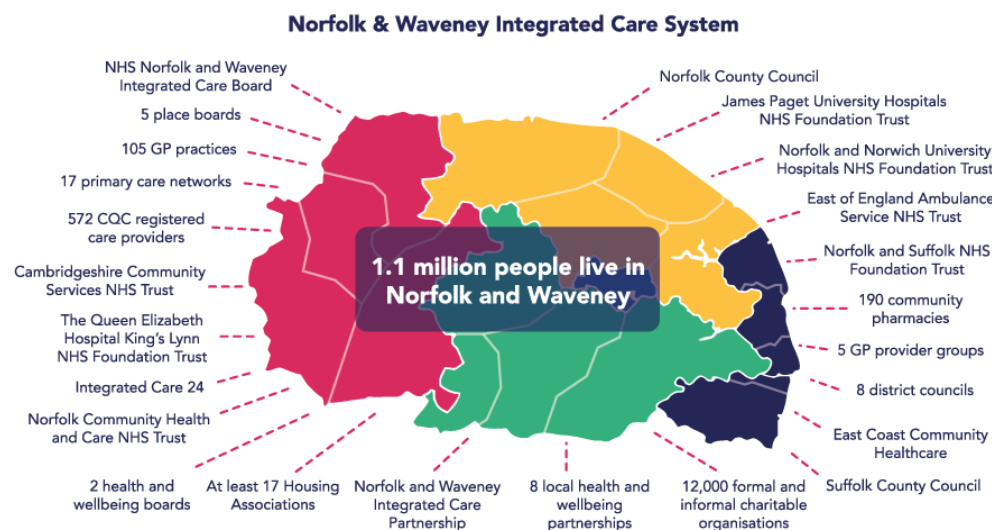 Norfolk & Waveney Integrated Care System
NHS Norfolk and Waveney
Integrated Care Board
5 place boards
105 GP practices
17 primary care networks
572 CQC registered
care providers
Cambridgeshire Community
Services NHS Trust
The Queen Elizabeth
Hospital King's Lynn
NHS Foundation Trust
Integrated Care 24
Norfolk Community Health
and Care NHS Trust
2 health and
wellbeing boards
At least 17 Housing
Associations
Norfolk and Waveney
Integrated Care
Partnership
8 local health and
wellbeing
partnerships
12,000 formal and
informal charitable
organisations
1.1 million people live in
Norfolk and Waveney
Norfolk County Council
James Paget University Hospitals
NHS Foundation Trust
Norfolk and Norwich University
Hospitals NHS Foundation Trust
East of England Ambulance
Service NHS Trust
Norfolk and Suffolk NHS
Foundation Trust
190 community
pharmacies
5 GP provider groups
8 district councils
East Coast Community
Healthcare
Suffolk County Council